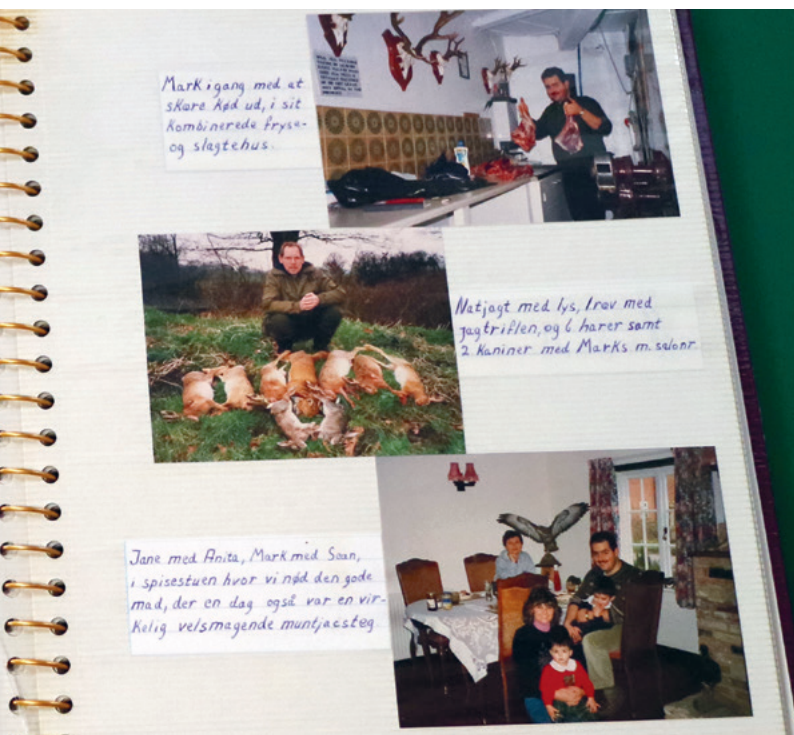 Mark i gang med at
skære kød ud, i sit
kombinerede fryse-
og slagtehus.
Natjagt med lys, 1 ræv med
jagtriflen, og 6. harer samt
2. kaniner med Marks m. salonr.
Jane med Anita, Mark med Sean,
i spisestuen hvor vi nød den gode
mad, der en dag også var en vir-
kelig velsmagende muntjacsteg